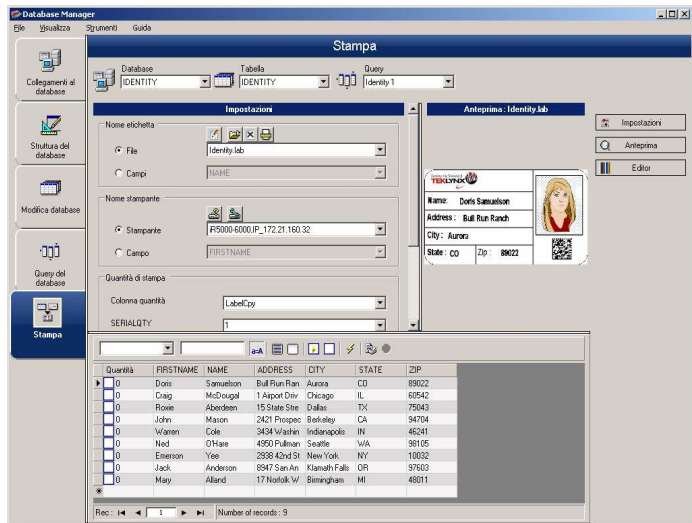 Database Manager
File Visualizza Strumenti Guida
Stampa
Database Tabella Query
IDENTITY IDENTITY Identity 1
Collegamenti al
database
Struttura del
database
Modifica database
Query del
database
Stampa
Impostazioni
Nome etichetta
File Identity.lab
Campi NAME
Nome stampante
Stampante PI5000-6000,IP_172.21.160.32
Campo FIRSTNAME
Quantità di stampa
Colonna quantità LabelCpy
SERIALQTY 1
Anteprima : Identity.lab
TEKLYNX
Name: Doris Samuelson
Address : Bull Run Ranch
City : Aurora
State : CO Zip : 89022
Impostazioni
Anteprima
Editor
a=A
Quantità FIRSTNAME NAME ADDRESS CITY STATE ZIP
0 Doris Samuelson Bull Run Ran Aurora CO 89022
0 Craig McDougal 1 Airport Driv Chicago IL 60542
0 Roxie Aberdeen 15 State Stre Dallas TX 75043
0 John Mason 2421 Prospec Berkeley CA 94704
0 Warren Cole 3434 Washin Indianapolis IN 46241
0 Ned O'Hare 4950 Pullman Seattle WA 98105
0 Emerson Yee 2938 42nd St New York NY 10032
0 Jack Anderson 8947 San An Klamath Falls OR 97603
0 Mary Alland 17 Norfolk W Birmingham MI 48011
Rec : 1 Number of records : 9